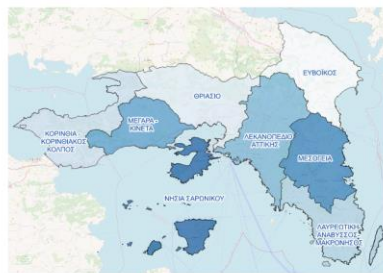 ΕΥΒΟΪΚΟΣ
ΘΡΙΑΣΙΟ
ΜΕΓΑΡΑ-
ΚΙΝΕΤΑ
ΚΟΡΙΝΘΙΑ
ΚΟΡΙΝΘΙΑΚΟΣ
ΚΟΛΠΟΣ
ΛΕΚΑΝΟΠΕΔΙΟ
ΑΤΤΙΚΗΣ
ΜΕΣΟΓΕΙΑ
ΝΗΣΙΑ ΣΑΡΩΝΙΚΟΥ
ΛΑΥΡΕΩΤΙΚΗ
ΑΝΑΒΥΣΣΟΣ-
ΜΑΚΡΟΝΗΣΟΣ